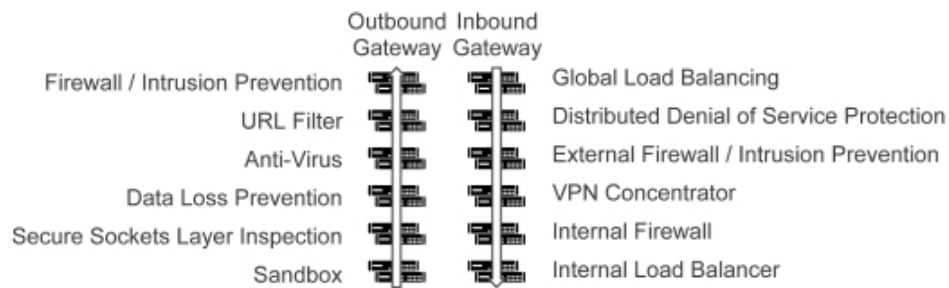 Outbound Inbound
Gateway Gateway
Firewall / Intrusion Prevention Global Load Balancing
URL Filter Distributed Denial of Service Protection
Anti-Virus External Firewall / Intrusion Prevention
Data Loss Prevention VPN Concentrator
Secure Sockets Layer Inspection Internal Firewall
Sandbox Internal Load Balancer